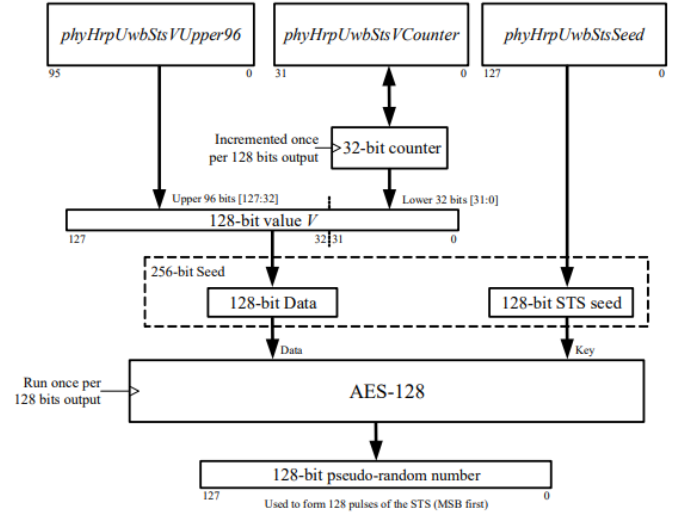 phyHrpUwbStsVUpper96 phyHrpUwbStsVCounter phyHrpUwbStsSeed
95 0 31 0 127 0
Incremented once
per 128 bits output
32-bit counter
Upper 96 bits [127:32] Lower 32 bits [31:0]
128-bit value V
127 32 31 0
256-bit Seed
128-bit Data 128-bit STS seed
Data Key
Run once per
128 bits output
AES-128
128-bit pseudo-random number
127 0
Used to form 128 pulses of the STS (MSB first)